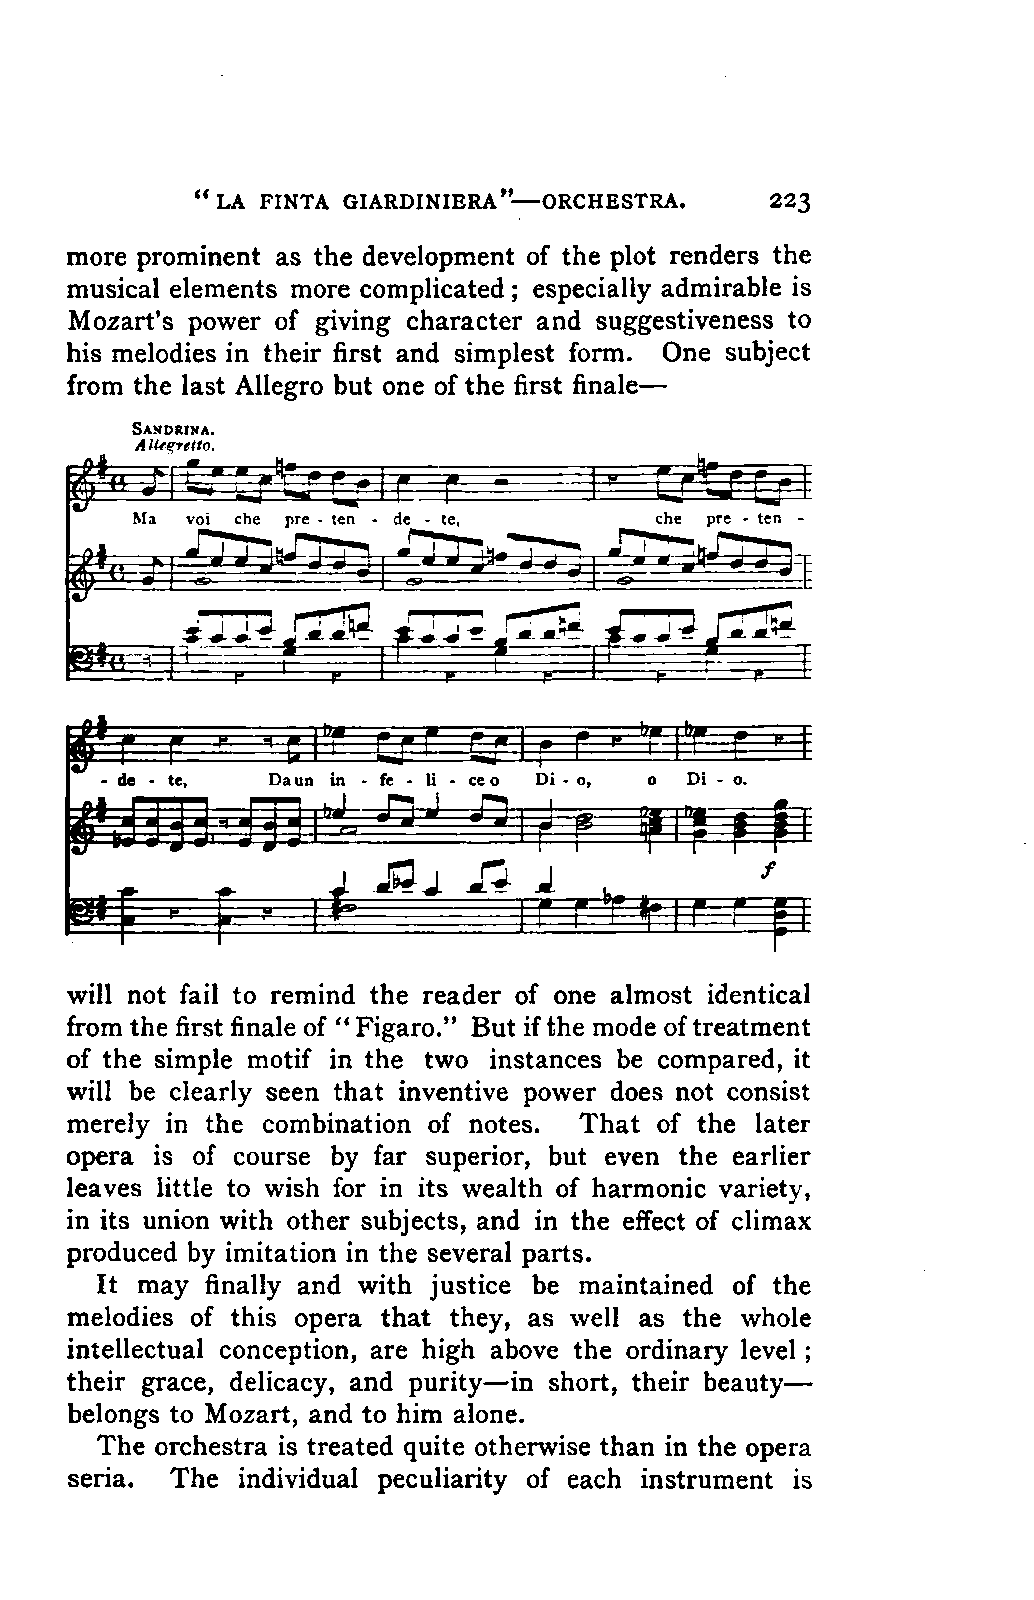 "LA FINTA GIARDINIERA"—ORCHESTRA. 223
more prominent as the development of the plot renders the
musical elements more complicated; especially admirable is
Mozart's power of giving character and suggestiveness to
his melodies in their first and simplest form. One subject
from the last Allegro but one of the first finale—
SANDRINA.
Allegretto.
Ma voi che pre - ten - de - te, che pre - ten -
- de - te, Da un in - fe - li - ce o Di - o, o Di - o.
f
will not fail to remind the reader of one almost identical
from the first finale of "Figaro." But if the mode of treatment
of the simple motif in the two instances be compared, it
will be clearly seen that inventive power does not consist
merely in the combination of notes. That of the later
opera is of course by far superior, but even the earlier
leaves little to wish for in its wealth of harmonic variety,
in its union with other subjects, and in the effect of climax
produced by imitation in the several parts.
It may finally and with justice be maintained of the
melodies of this opera that they, as well as the whole
intellectual conception, are high above the ordinary level;
their grace, delicacy, and purity—in short, their beauty—
belongs to Mozart, and to him alone.
The orchestra is treated quite otherwise than in the opera
seria. The individual peculiarity of each instrument is